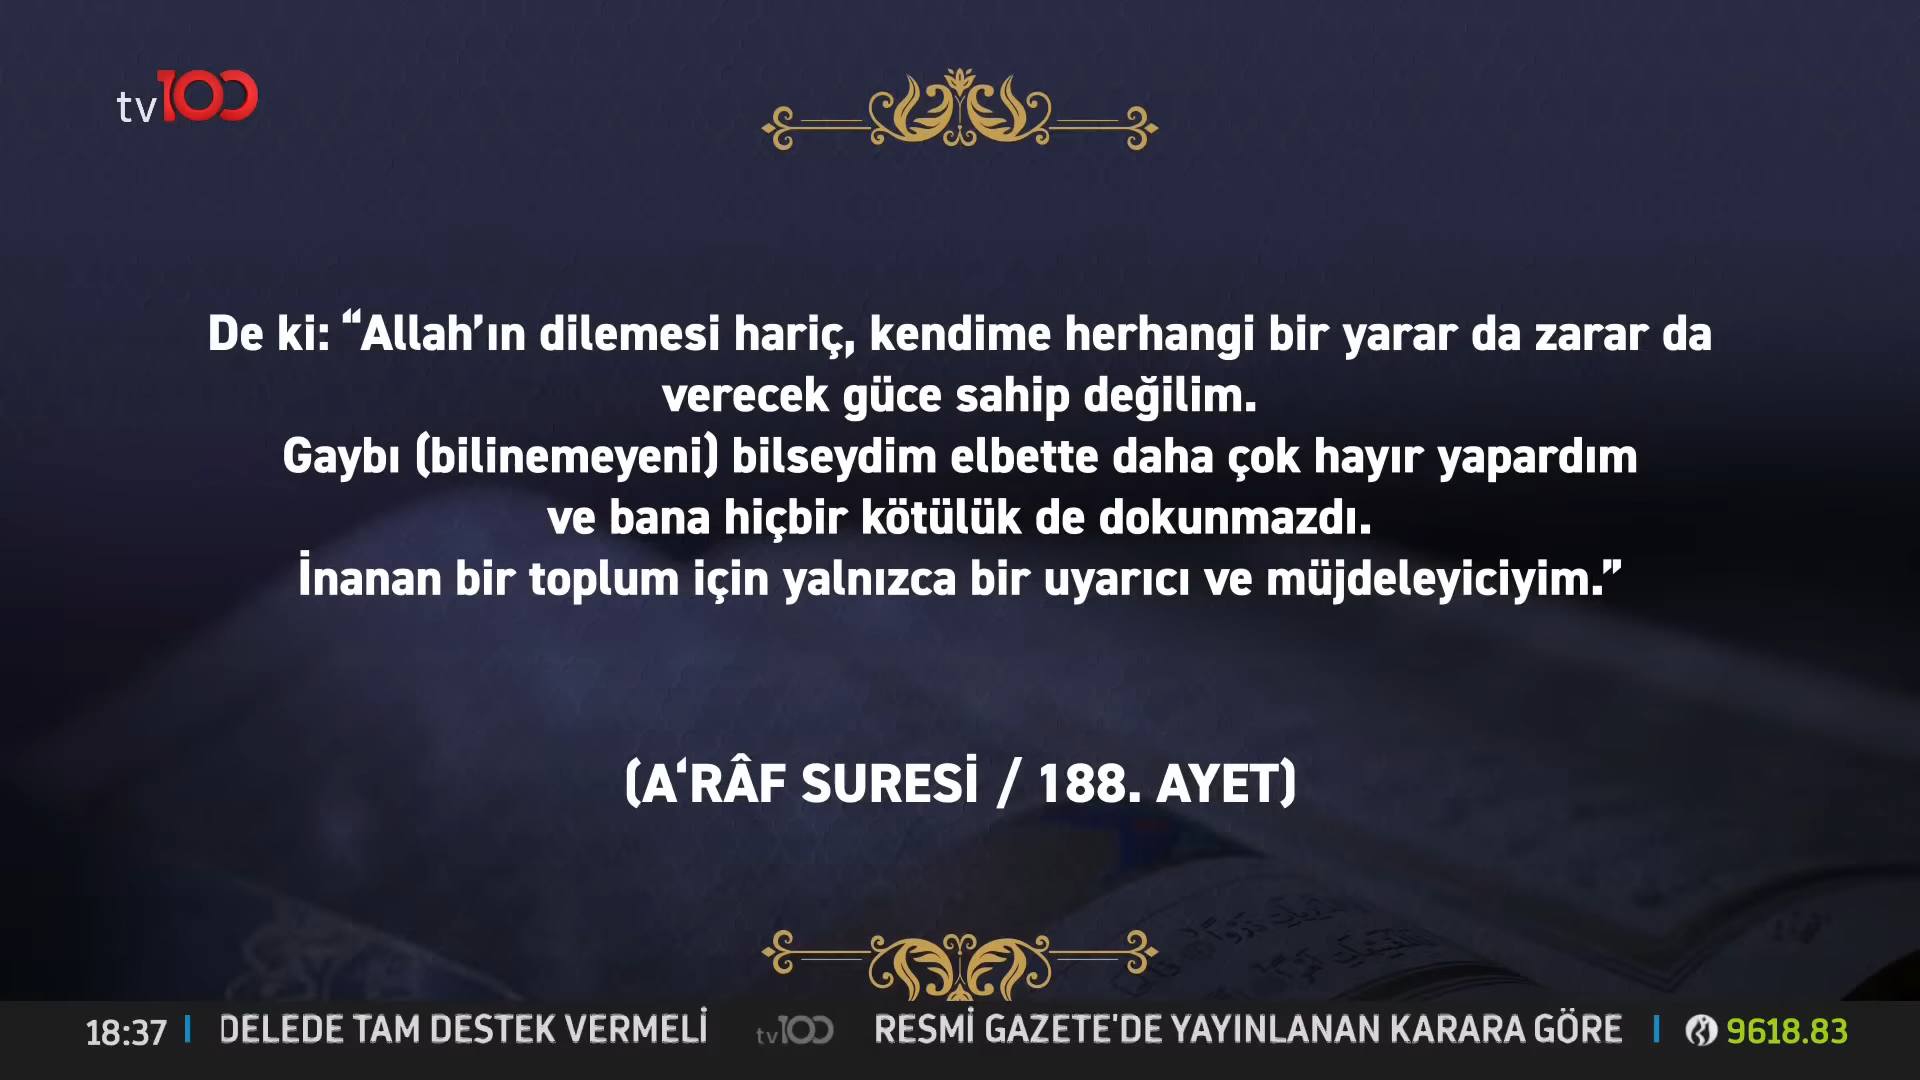 tv100
De ki: “Allah’ın dilemesi hariç, kendime herhangi bir yarar da zarar da
verecek güce sahip değilim.
Gaybı (bilinemeyeni) bilseydim elbette daha çok hayır yapardım
ve bana hiçbir kötülük de dokunmazdı.
İnanan bir toplum için yalnızca bir uyarıcı ve müjdeleyiciyim.”
(A‘RÂF SURESİ / 188. AYET)
18:37 | DELEDE TAM DESTEK VERMELİ tv100 RESMİ GAZETE'DE YAYINLANAN KARARA GÖRE | 9618.83